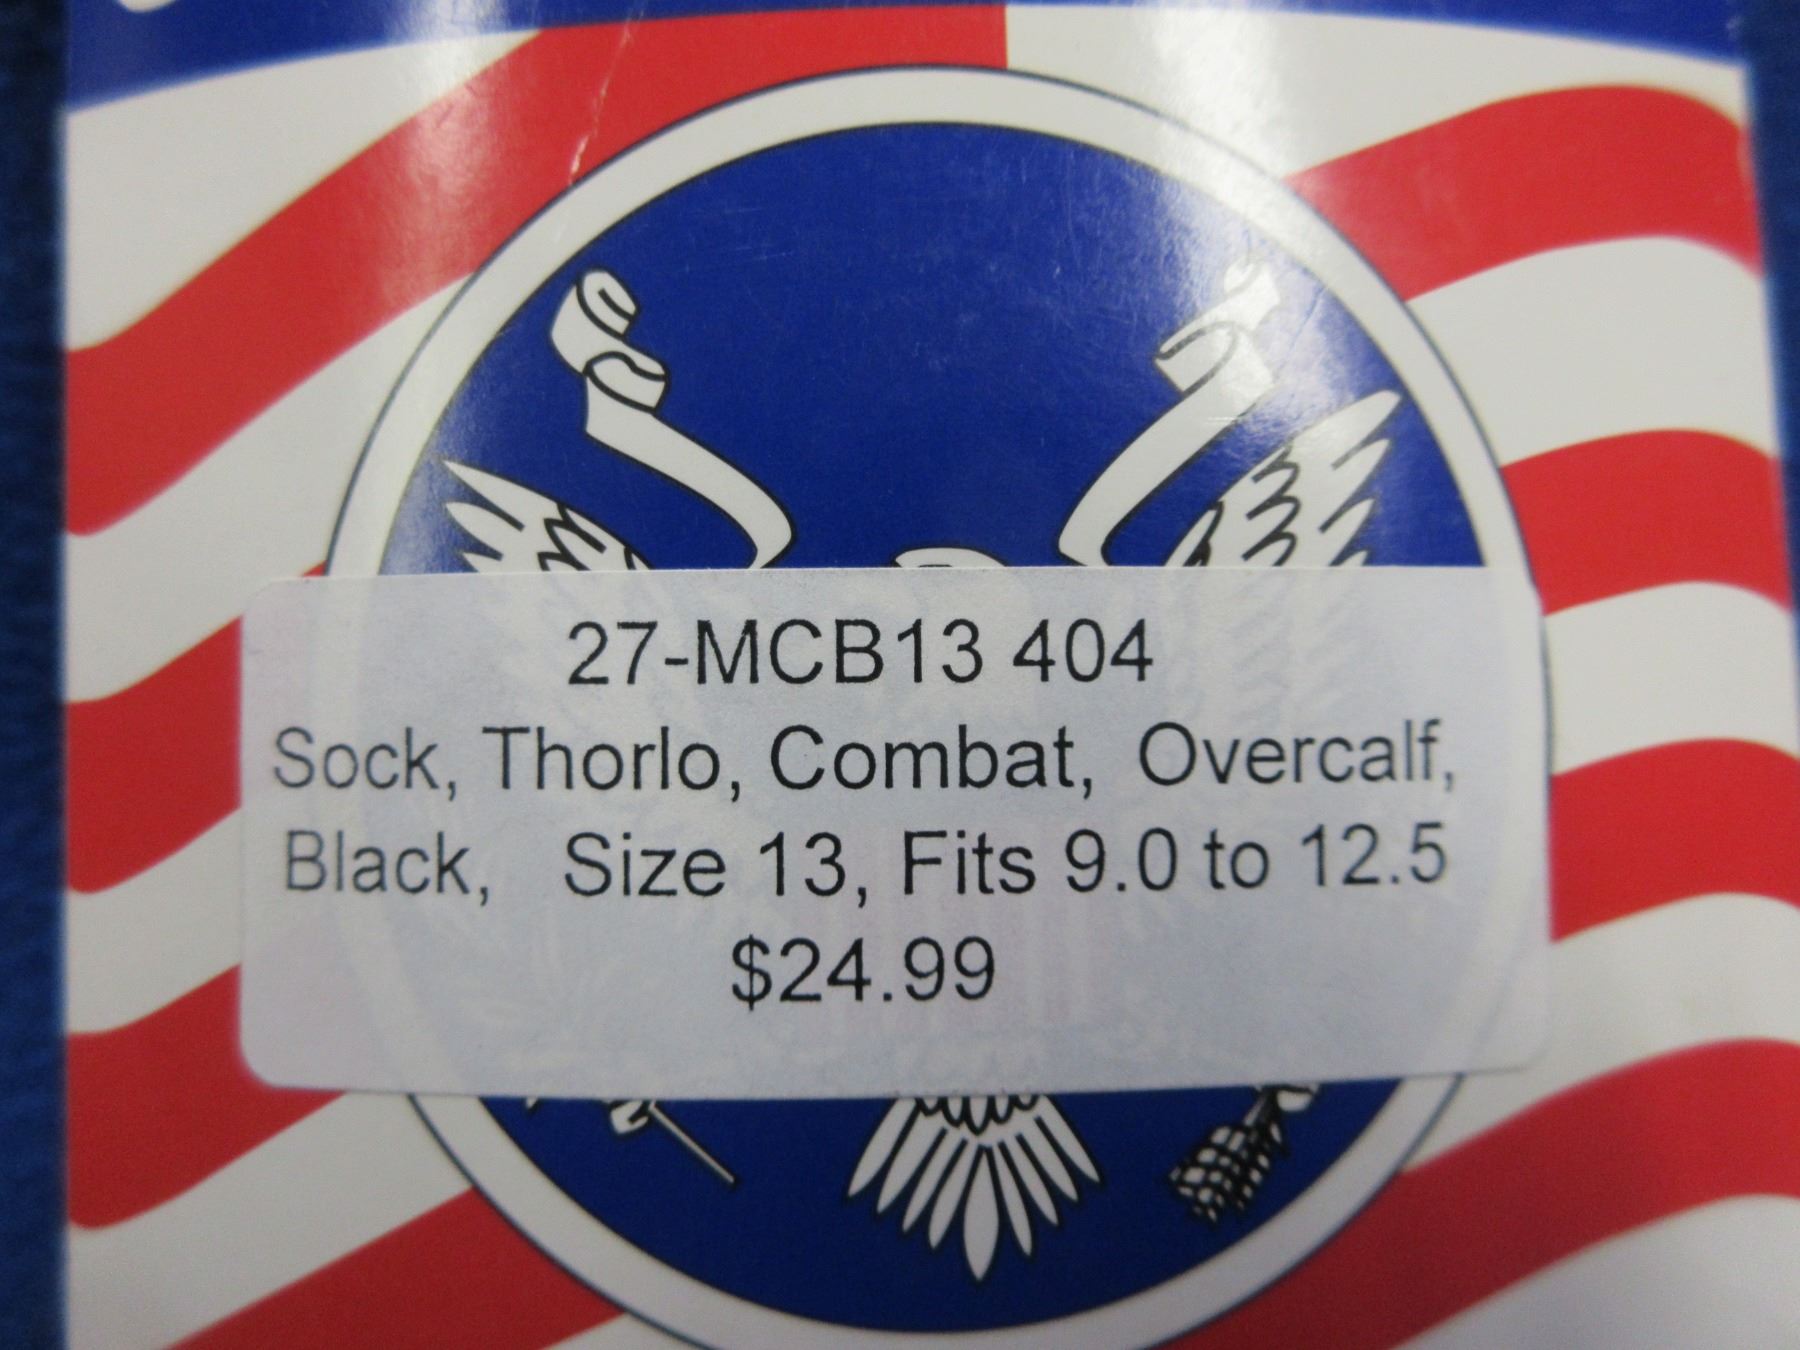 27-MCB13 404
Sock, Thorlo, Combat, Overcalf,
Black, Size 13, Fits 9.0 to 12.5
$24.99